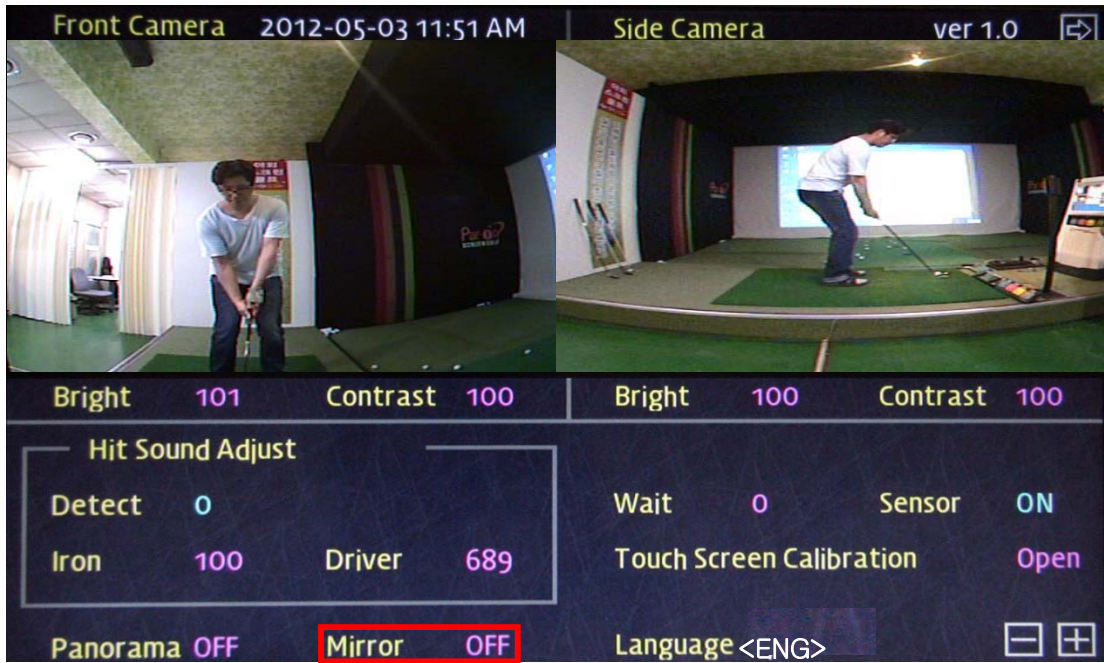 Front Camera 2012-05-03 11:51 AM
Side Camera ver 1.0
Bright 101 Contrast 100
Bright 100 Contrast 100
Hit Sound Adjust
Detect 0
Iron 100 Driver 689
Wait 0 Sensor ON
Touch Screen Calibration Open
Panorama OFF Mirror OFF
Language <ENG>